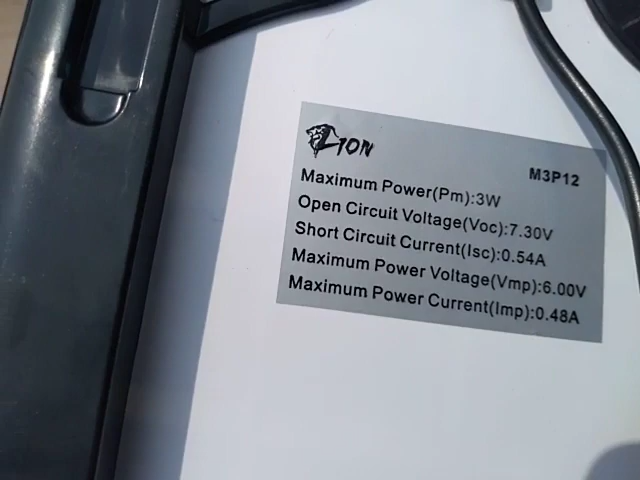 LION
M3P12
Maximum Power(Pm):3W
Open Circuit Voltage(Voc):7.30V
Short Circuit Current(Isc):0.54A
Maximum Power Voltage(Vmp):6.00V
Maximum Power Current(Imp):0.48A